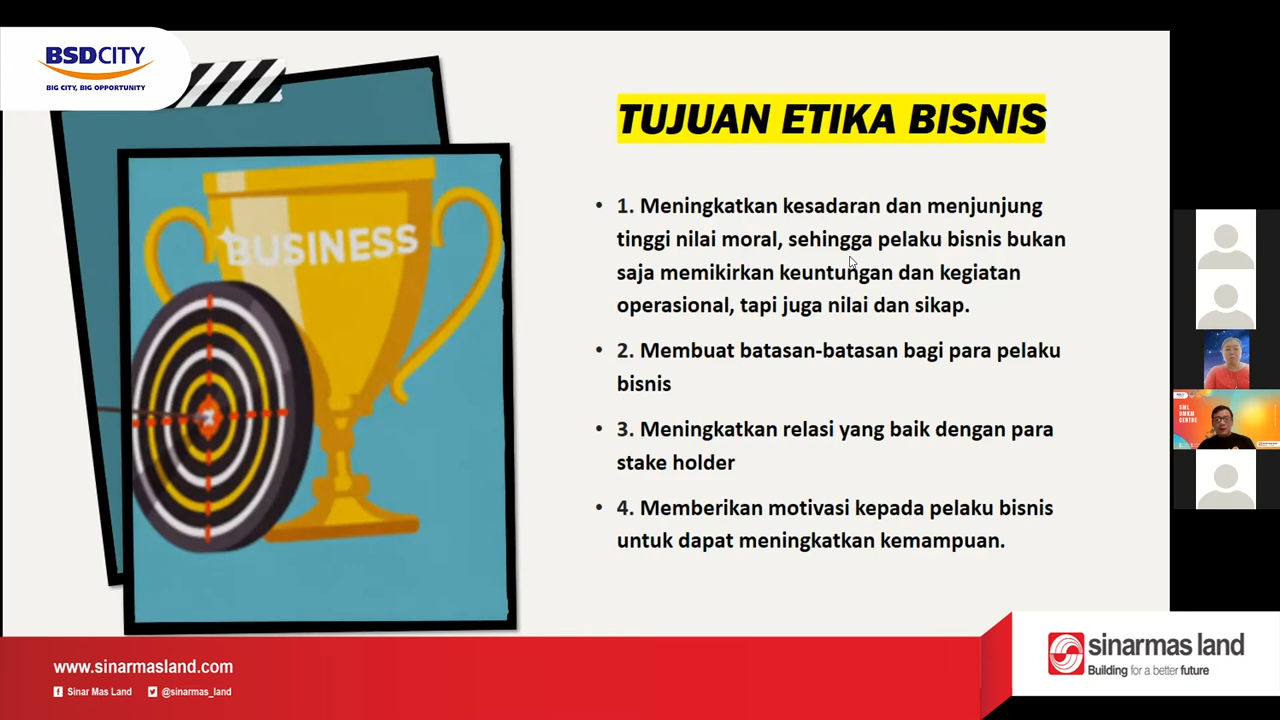 BSDCITY
BIG CITY, BIG OPPORTUNITY
BUSINESS
TUJUAN ETIKA BISNIS
• 1. Meningkatkan kesadaran dan menjunjung
tinggi nilai moral, sehingga pelaku bisnis bukan
saja memikirkan keuntungan dan kegiatan
operasional, tapi juga nilai dan sikap.
• 2. Membuat batasan-batasan bagi para pelaku
bisnis
• 3. Meningkatkan relasi yang baik dengan para
stake holder
• 4. Memberikan motivasi kepada pelaku bisnis
untuk dapat meningkatkan kemampuan.
SML
UMKM
CENTRE
www.sinarmasland.com
Sinar Mas Land
@sinarmas_land
sinarmas land
Building for a better future